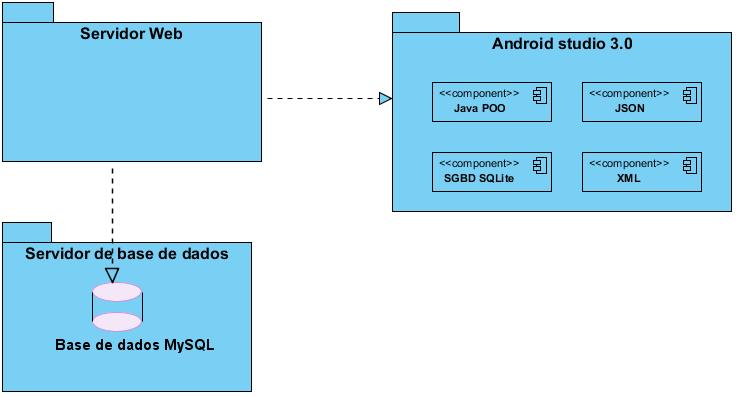 Servidor Web
Android studio 3.0
<<component>>
Java POO
<<component>>
JSON
<<component>>
SGBD SQLite
<<component>>
XML
Servidor de base de dados
Base de dados MySQL